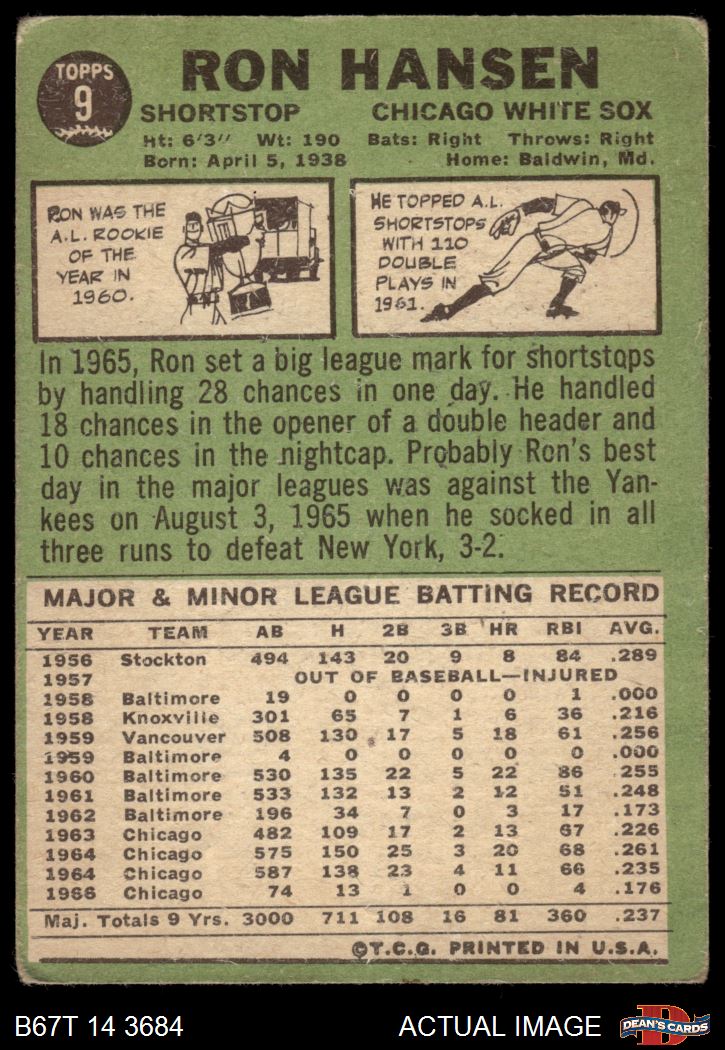 RON HANSEN
TOPPS
9
SHORTSTOP CHICAGO WHITE SOX
Ht: 6'3" Wt: 190 Bats: Right Throws: Right
Born: April 5, 1938 Home: Baldwin, Md.
RON WAS THE
A.L. ROOKIE
OF THE
YEAR IN
1960.
HE TOPPED A.L.
SHORTSTOPS
WITH 110
DOUBLE
PLAYS IN
1961.
In 1965, Ron set a big league mark for shortstops
by handling 28 chances in one day. He handled
18 chances in the opener of a double header and
10 chances in the nightcap. Probably Ron's best
day in the major leagues was against the Yan-
kees on August 3, 1965 when he socked in all
three runs to defeat New York, 3-2.
MAJOR & MINOR LEAGUE BATTING RECORD
YEAR TEAM AB H 2B 3B HR RBI AVG.
1956 Stockton 494 143 20 9 8 84 .289
1957 OUT OF BASEBALL—INJURED
1958 Baltimore 19 0 0 0 0 1 .000
1958 Knoxville 301 65 7 1 6 36 .216
1959 Vancouver 508 130 17 5 18 61 .256
1959 Baltimore 4 0 0 0 0 0 .000
1960 Baltimore 530 135 22 5 22 86 .255
1961 Baltimore 533 132 13 2 12 51 .248
1962 Baltimore 196 34 7 0 3 17 .173
1963 Chicago 482 109 17 2 13 67 .226
1964 Chicago 575 150 25 3 20 68 .261
1964 Chicago 587 138 23 4 11 66 .235
1966 Chicago 74 13 1 0 0 4 .176
Maj. Totals 9 Yrs. 3000 711 108 16 81 360 .237
©T.C.G. PRINTED IN U.S.A.
B67T 14 3684 ACTUAL IMAGE
D
DEAN'S CARDS